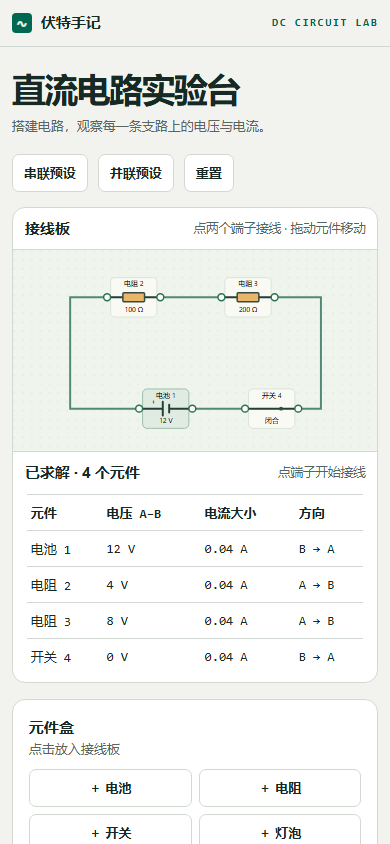 伏特手记
DC CIRCUIT LAB
直流电路实验台
搭建电路，观察每一条支路上的电压与电流。
串联预设 并联预设 重置
接线板 点两个端子接线 · 拖动元件移动
电阻 2 电阻 3
100 Ω 200 Ω
电池 1 开关 4
+
12 V 闭合
已求解 · 4 个元件 点端子开始接线
元件 电压 A–B 电流大小 方向
电池 1 12 V 0.04 A B → A
电阻 2 4 V 0.04 A A → B
电阻 3 8 V 0.04 A A → B
开关 4 0 V 0.04 A B → A
元件盒
点击放入接线板
+ 电池 + 电阻
+ 开关 + 灯泡